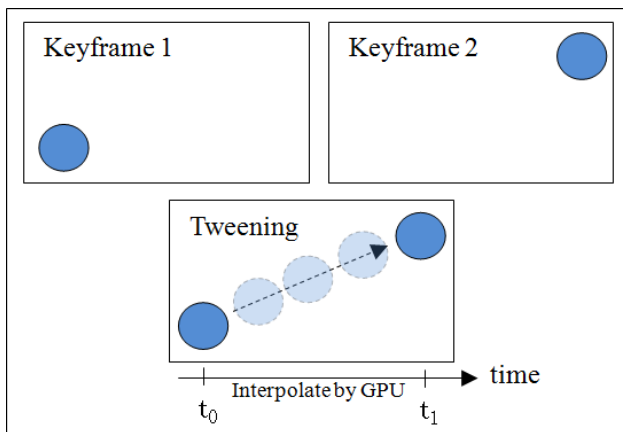 Keyframe 1
Keyframe 2
Tweening
time
Interpolate by GPU
t₀
t₁